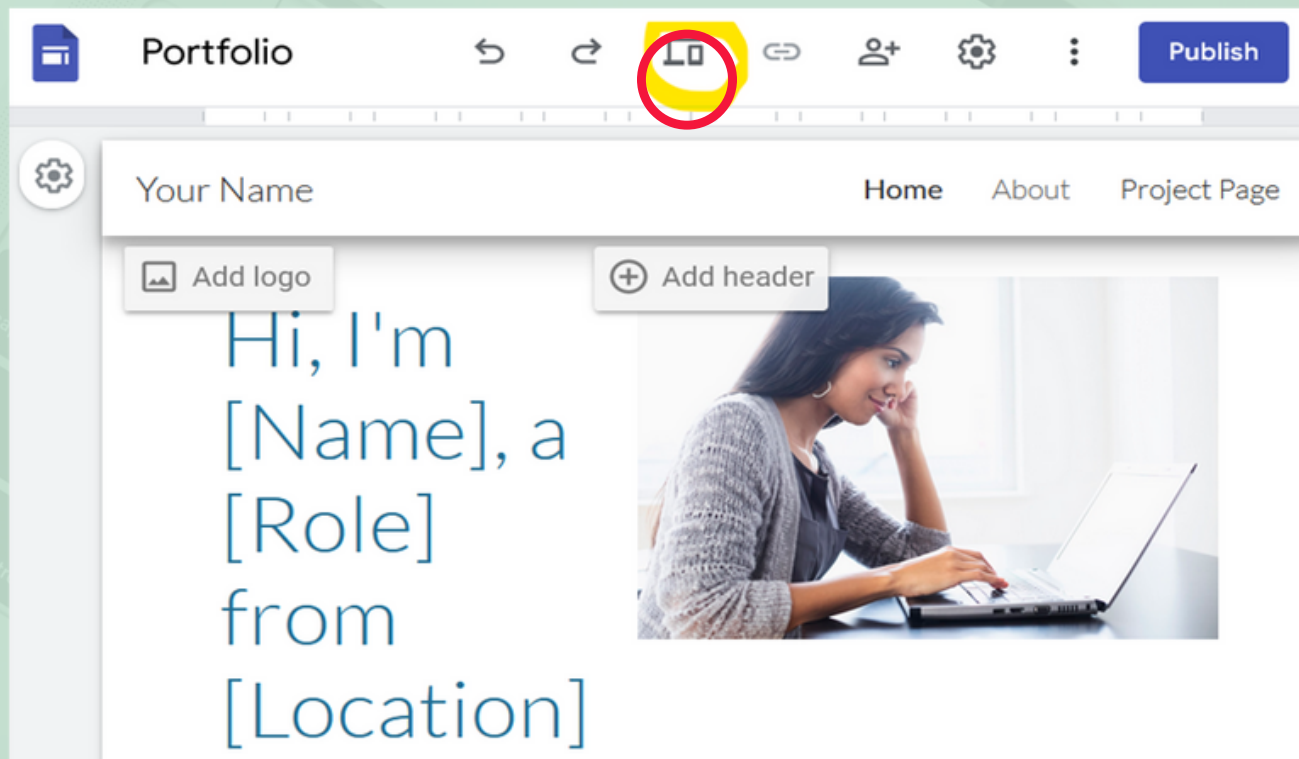 Portfolio
Publish
Your Name
Home About Project Page
Add logo
Add header
Hi, I'm
[Name], a
[Role]
from
[Location]